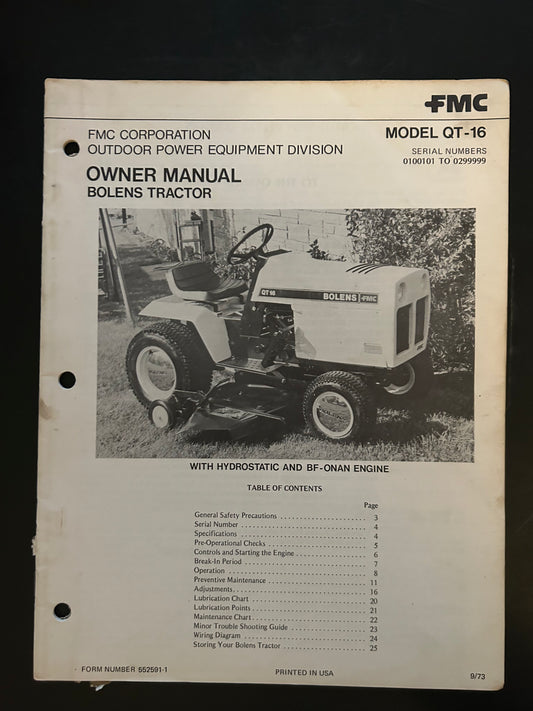 FMC
FMC CORPORATION
OUTDOOR POWER EQUIPMENT DIVISION
MODEL QT-16
SERIAL NUMBERS
0100101 TO 0299999
OWNER MANUAL
BOLENS TRACTOR
QT16
BOLENS FMC
WITH HYDROSTATIC AND BF-ONAN ENGINE
TABLE OF CONTENTS
Page
General Safety Precautions 3
Serial Number 4
Specifications 4
Pre-Operational Checks 5
Controls and Starting the Engine 6
Break-In Period 7
Operation 8
Preventive Maintenance 11
Adjustments 16
Lubrication Chart 20
Lubrication Points 21
Maintenance Chart 22
Minor Trouble Shooting Guide 23
Wiring Diagram 24
Storing Your Bolens Tractor 25
FORM NUMBER 552591-1
PRINTED IN USA
9/73